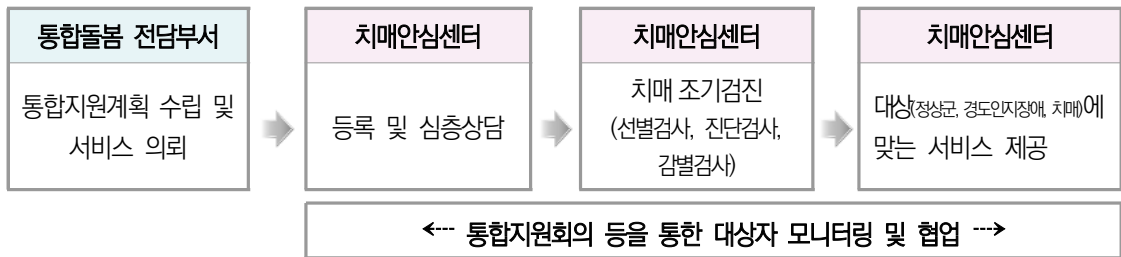 통합돌봄 전담부서
통합지원계획 수립 및
서비스 의뢰
치매안심센터
등록 및 심층상담
치매안심센터
치매 조기검진
(선별검사, 진단검사,
감별검사)
치매안심센터
대상(정상군, 경도인지장애, 치매)에
맞는 서비스 제공
<--- 통합지원회의 등을 통한 대상자 모니터링 및 협업 --->